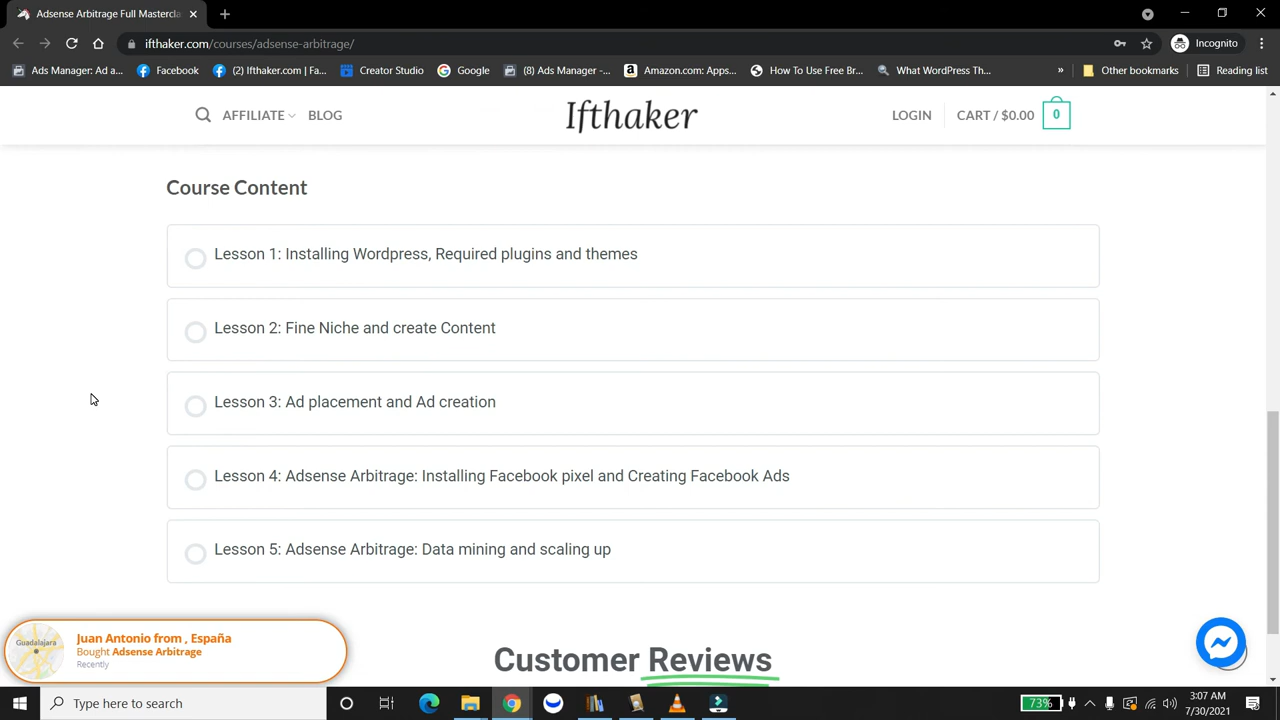 Adsense Arbitrage Full Mastercla
ifthaker.com/courses/adsense-arbitrage/
Incognito
Ads Manager: Ad a...
Facebook
(2) Ifthaker.com | Fa...
Creator Studio
Google
(8) Ads Manager -...
Amazon.com: Apps...
How To Use Free Br...
What WordPress Th...
»
Other bookmarks
Reading list
AFFILIATE
BLOG
Ifthaker
LOGIN
CART / $0.00
0
Course Content
Lesson 1: Installing Wordpress, Required plugins and themes
Lesson 2: Fine Niche and create Content
Lesson 3: Ad placement and Ad creation
Lesson 4: Adsense Arbitrage: Installing Facebook pixel and Creating Facebook Ads
Lesson 5: Adsense Arbitrage: Data mining and scaling up
Guadalajara
Juan Antonio from , España
Bought Adsense Arbitrage
Recently
Customer Reviews
Type here to search
73%
3:07 AM
7/30/2021